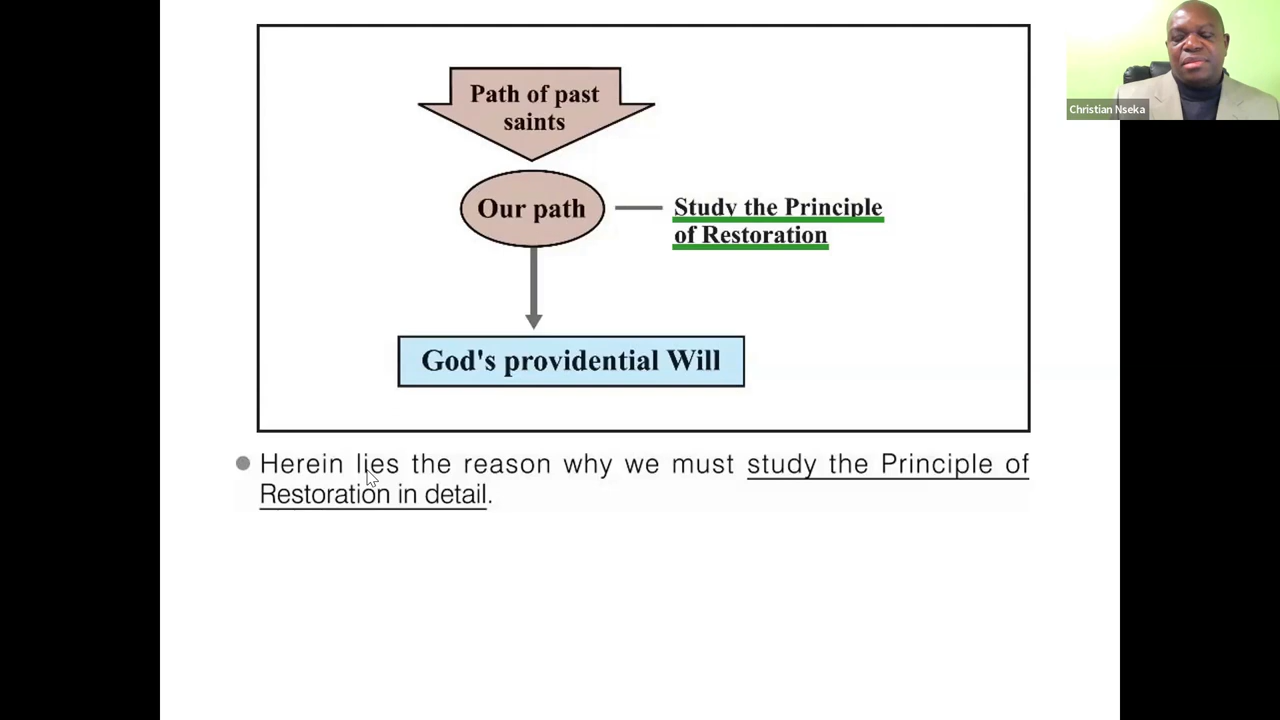 Path of past
saints
Our path
Study the Principle
of Restoration
God's providential Will
Herein lies the reason why we must study the Principle of
Restoration in detail.
Christian Nseka